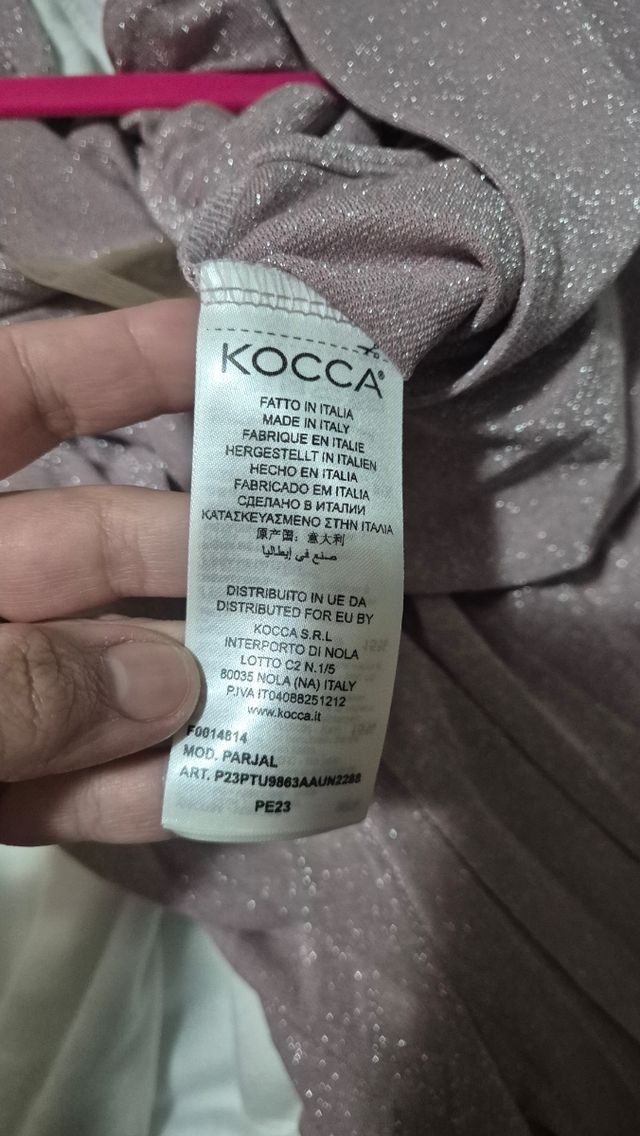 KOCCA®
FATTO IN ITALIA
MADE IN ITALY
FABRIQUE EN ITALIE
HERGESTELLT IN ITALIEN
HECHO EN ITALIA
FABRICADO EM ITALIA
СДЕЛАНО В ИТАЛИИ
ΚΑΤΑΣΚΕΥΑΣΜΕΝΟ ΣΤΗΝ ΙΤΑΛΙΑ
原产国：意大利
صنع في إيطاليا
DISTRIBUITO IN UE DA
DISTRIBUTED FOR EU BY
KOCCA S.R.L
INTERPORTO DI NOLA
LOTTO C2 N.1/5
80035 NOLA (NA) ITALY
P.IVA IT04088251212
www.kocca.it
F0014814
MOD. PARJAL
ART. P23PTU9863AAUN2288
PE23